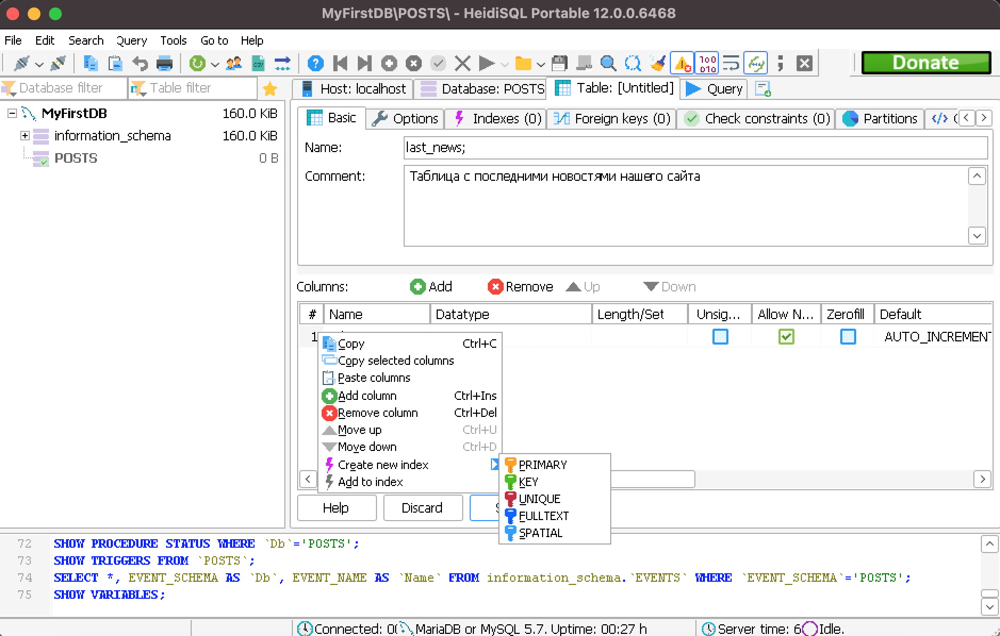 MyFirstDB\POSTS\ - HeidiSQL Portable 12.0.0.6468
File Edit Search Query Tools Go to Help
Donate
Database filter Table filter Host: localhost Database: POSTS Table: [Untitled] Query
MyFirstDB 160.0 KiB
information_schema 160.0 KiB
POSTS 0 B
Basic Options Indexes (0) Foreign keys (0) Check constraints (0) Partitions
Name: last_news;
Comment: Таблица с последними новостями нашего сайта
Columns: Add Remove Up Down
# Name Datatype Length/Set Unsig... Allow N... Zerofill Default
1 AUTO_INCREMENT
Copy Ctrl+C
Copy selected columns
Paste columns
Add column Ctrl+Ins
Remove column Ctrl+Del
Move up Ctrl+U
Move down Ctrl+D
Create new index
Add to index
PRIMARY
KEY
UNIQUE
FULLTEXT
SPATIAL
Help Discard
72 SHOW PROCEDURE STATUS WHERE `Db`='POSTS';
73 SHOW TRIGGERS FROM `POSTS`;
74 SELECT *, EVENT_SCHEMA AS `Db`, EVENT_NAME AS `Name` FROM information_schema.`EVENTS` WHERE `EVENT_SCHEMA`='POSTS';
75 SHOW VARIABLES;
Connected: 0 MariaDB or MySQL 5.7. Uptime: 00:27 h Server time: 6 Idle.